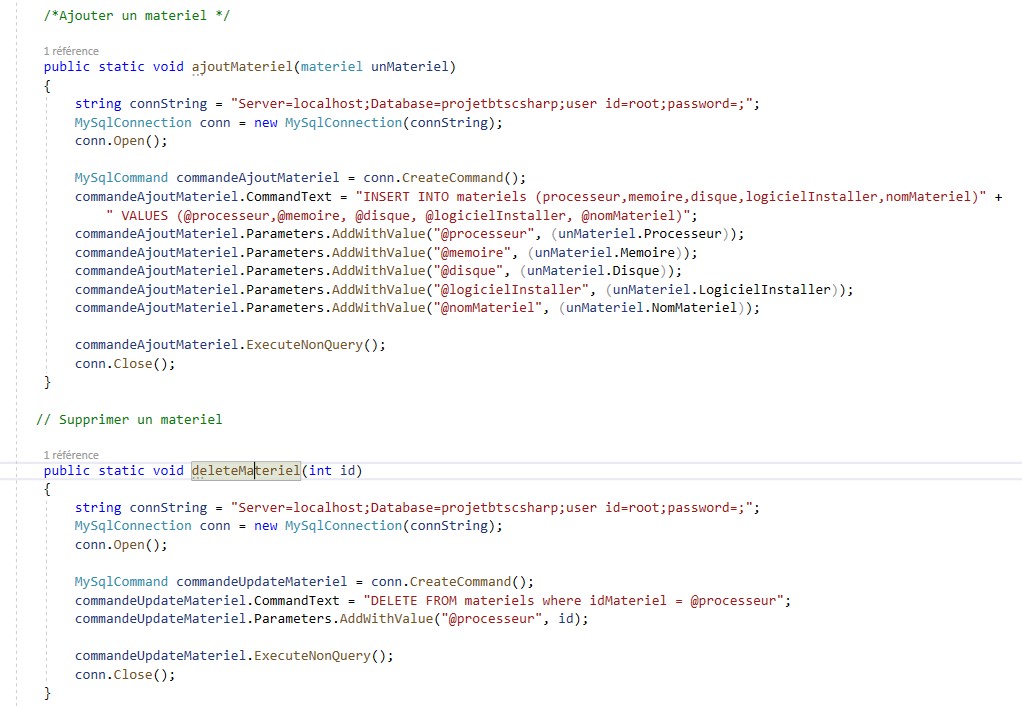 /*Ajouter un materiel */
1 référence
public static void ajoutMateriel(materiel unMateriel)
{
string connString = "Server=localhost;Database=projetbtscsharp;user id=root;password=;";
MySqlConnection conn = new MySqlConnection(connString);
conn.Open();
MySqlCommand commandeAjoutMateriel = conn.CreateCommand();
commandeAjoutMateriel.CommandText = "INSERT INTO materiels (processeur,memoire,disque,logicielInstaller,nomMateriel)" +
" VALUES (@processeur,@memoire, @disque, @logicielInstaller, @nomMateriel)";
commandeAjoutMateriel.Parameters.AddWithValue("@processeur", (unMateriel.Processeur));
commandeAjoutMateriel.Parameters.AddWithValue("@memoire", (unMateriel.Memoire));
commandeAjoutMateriel.Parameters.AddWithValue("@disque", (unMateriel.Disque));
commandeAjoutMateriel.Parameters.AddWithValue("@logicielInstaller", (unMateriel.LogicielInstaller));
commandeAjoutMateriel.Parameters.AddWithValue("@nomMateriel", (unMateriel.NomMateriel));
commandeAjoutMateriel.ExecuteNonQuery();
conn.Close();
}
// Supprimer un materiel
1 référence
public static void deleteMateriel(int id)
{
string connString = "Server=localhost;Database=projetbtscsharp;user id=root;password=;";
MySqlConnection conn = new MySqlConnection(connString);
conn.Open();
MySqlCommand commandeUpdateMateriel = conn.CreateCommand();
commandeUpdateMateriel.CommandText = "DELETE FROM materiels where idMateriel = @processeur";
commandeUpdateMateriel.Parameters.AddWithValue("@processeur", id);
commandeUpdateMateriel.ExecuteNonQuery();
conn.Close();
}